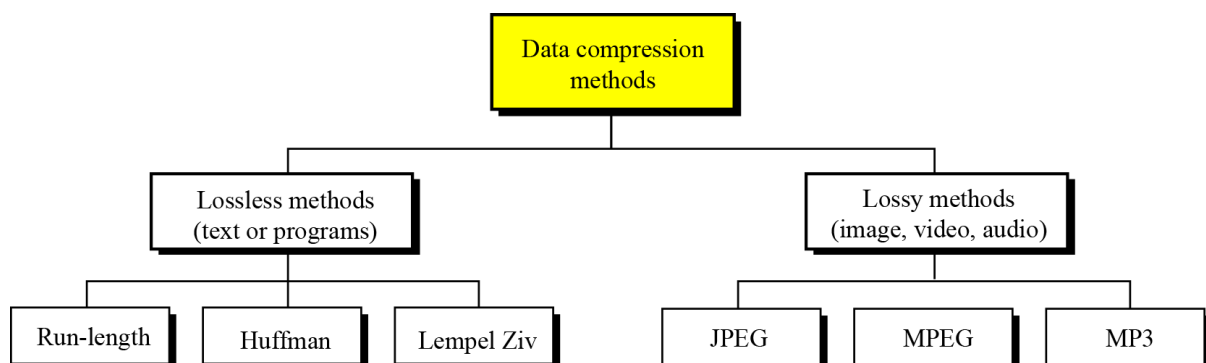 Data compression
methods
Lossless methods
(text or programs)
Lossy methods
(image, video, audio)
Run-length
Huffman
Lempel Ziv
JPEG
MPEG
MP3